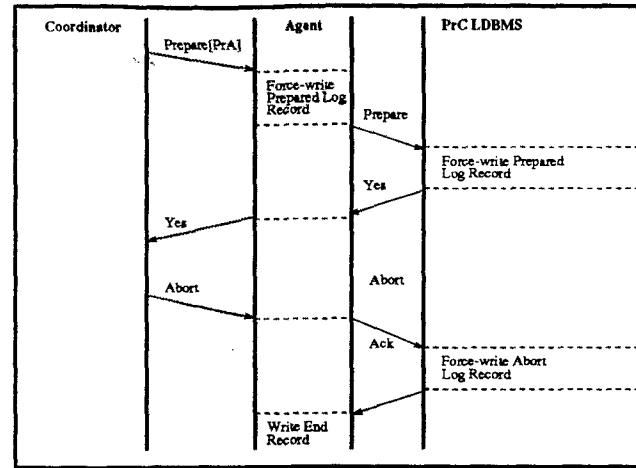 Coordinator
Agent
PrC LDBMS
Prepare[PrA]
Force-write
Prepared Log
Record
Prepare
Force-write Prepared
Log Record
Yes
Yes
Abort
Abort
Ack
Force-write Abort
Log Record
Write End
Record